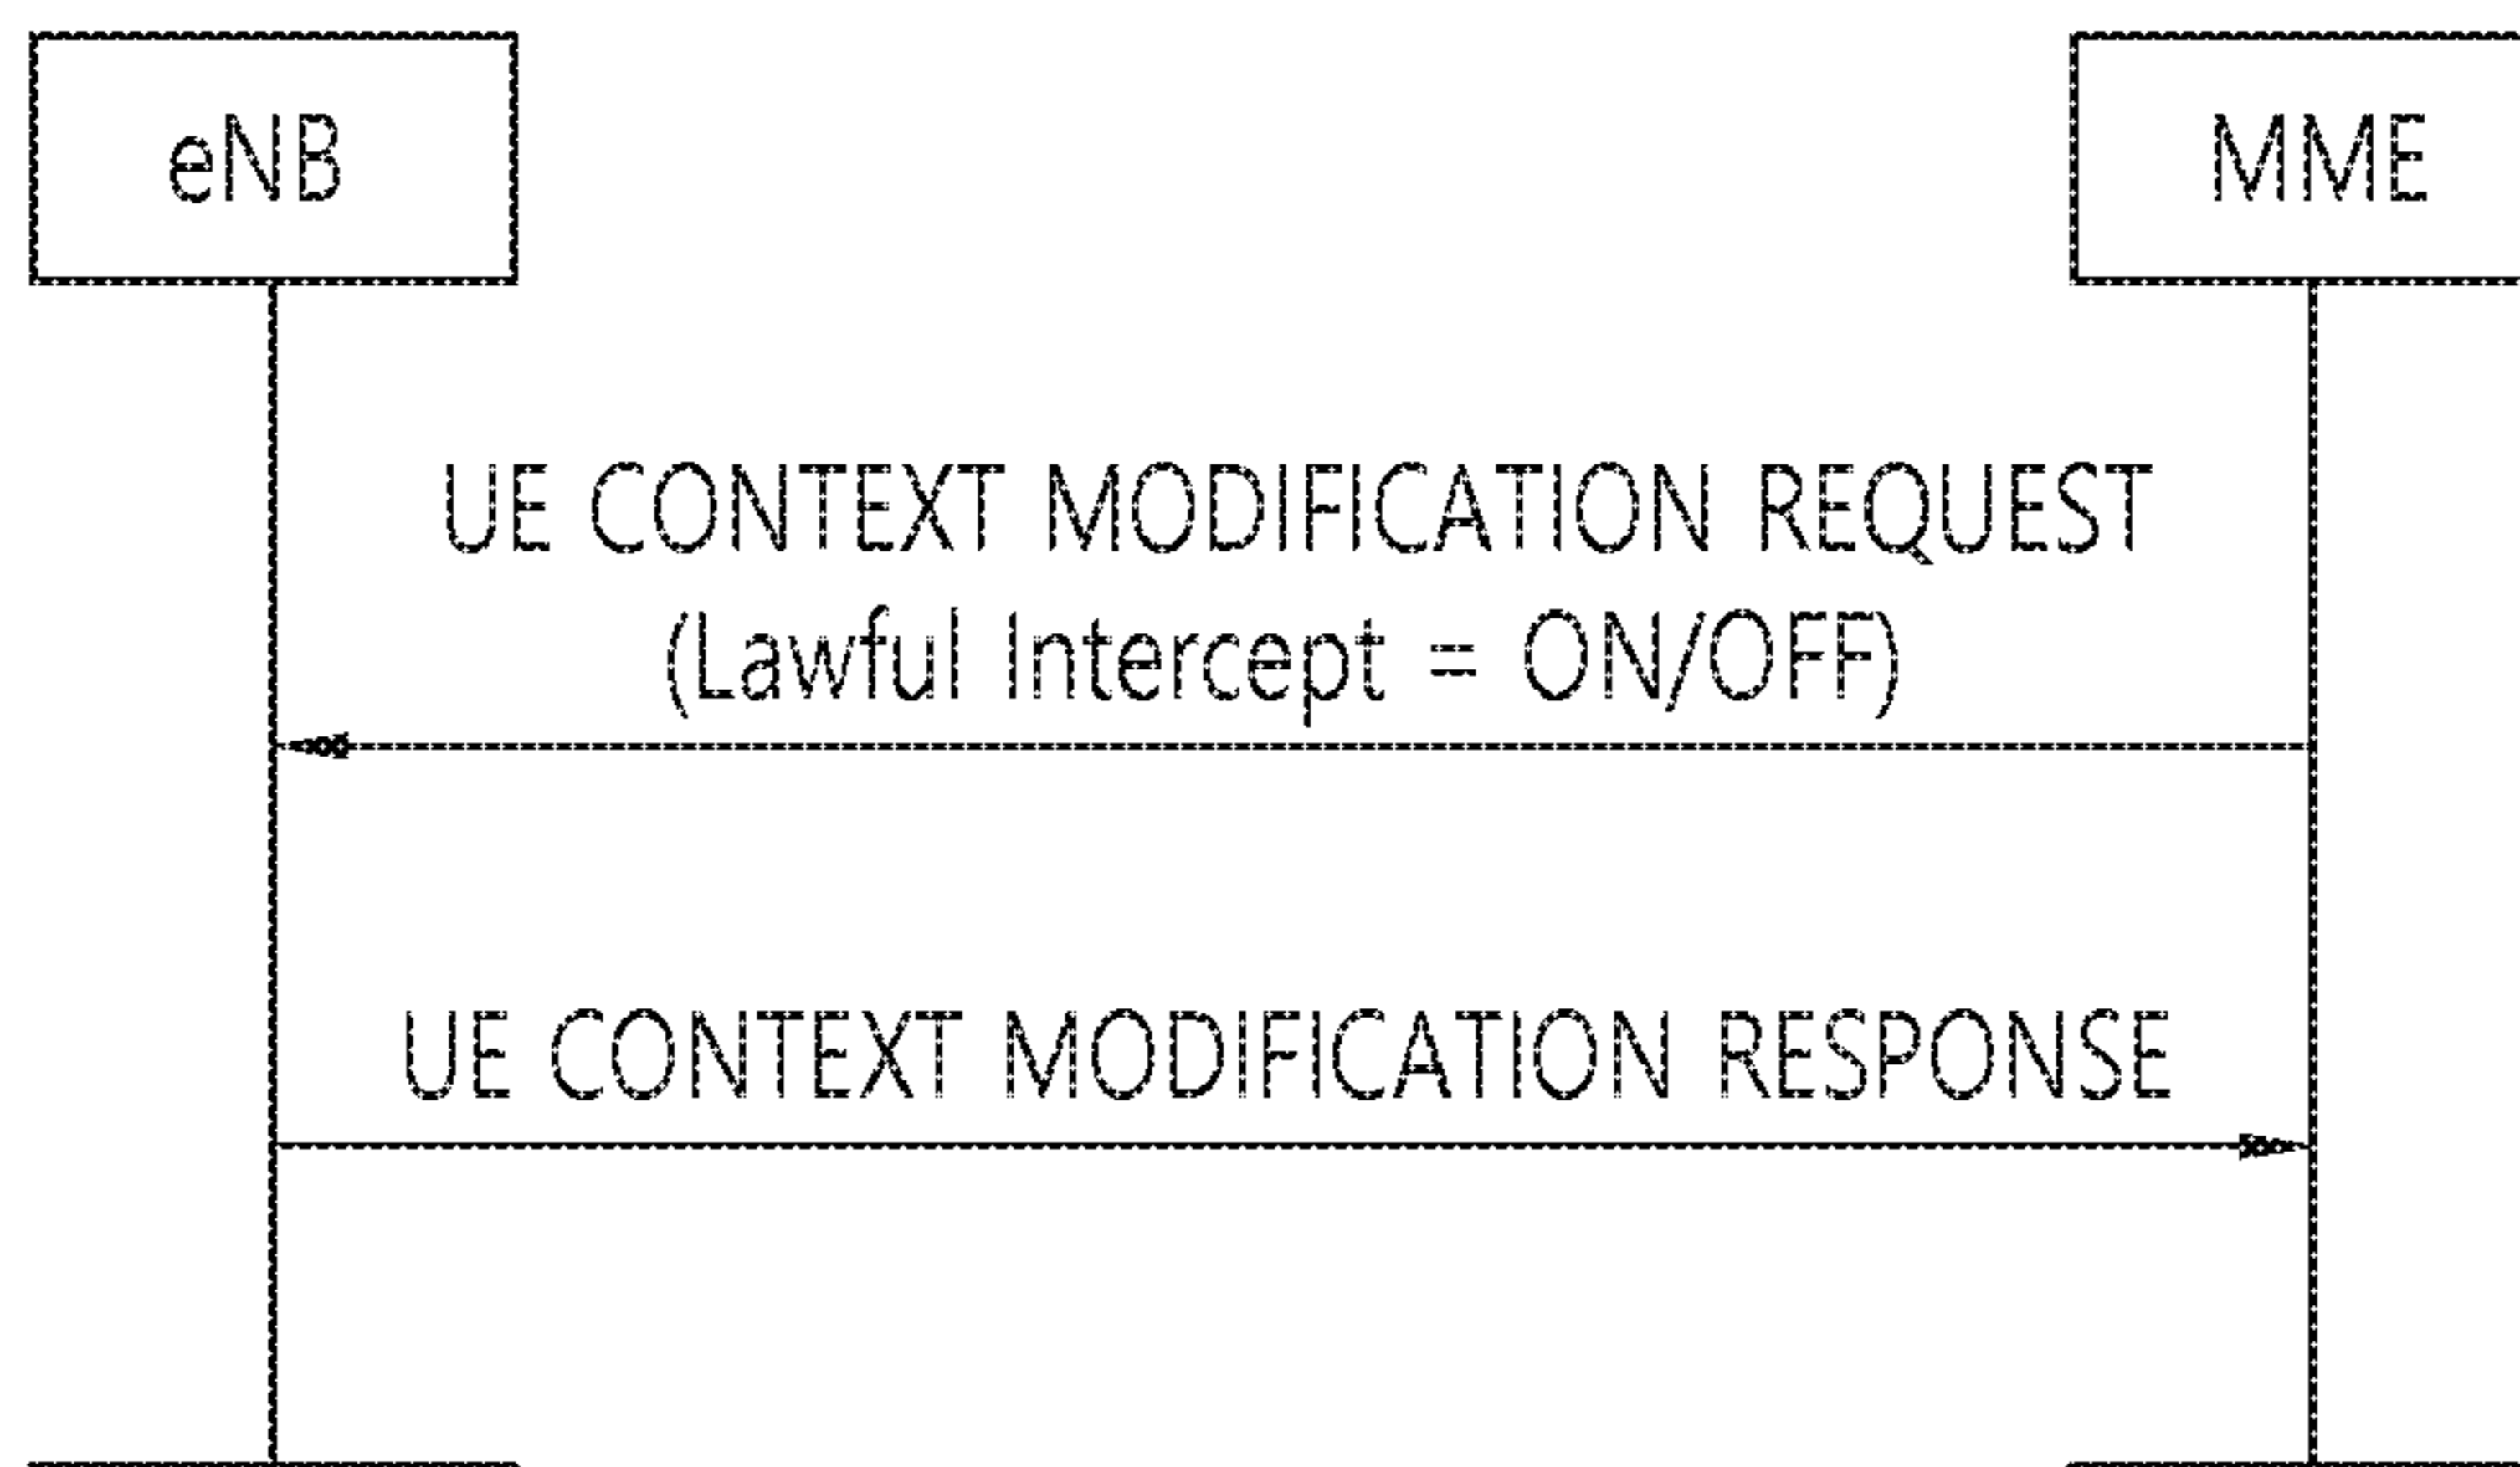 eNB
MME
UE CONTEXT MODIFICATION REQUEST
(Lawful Intercept = ON/OFF)
UE CONTEXT MODIFICATION RESPONSE